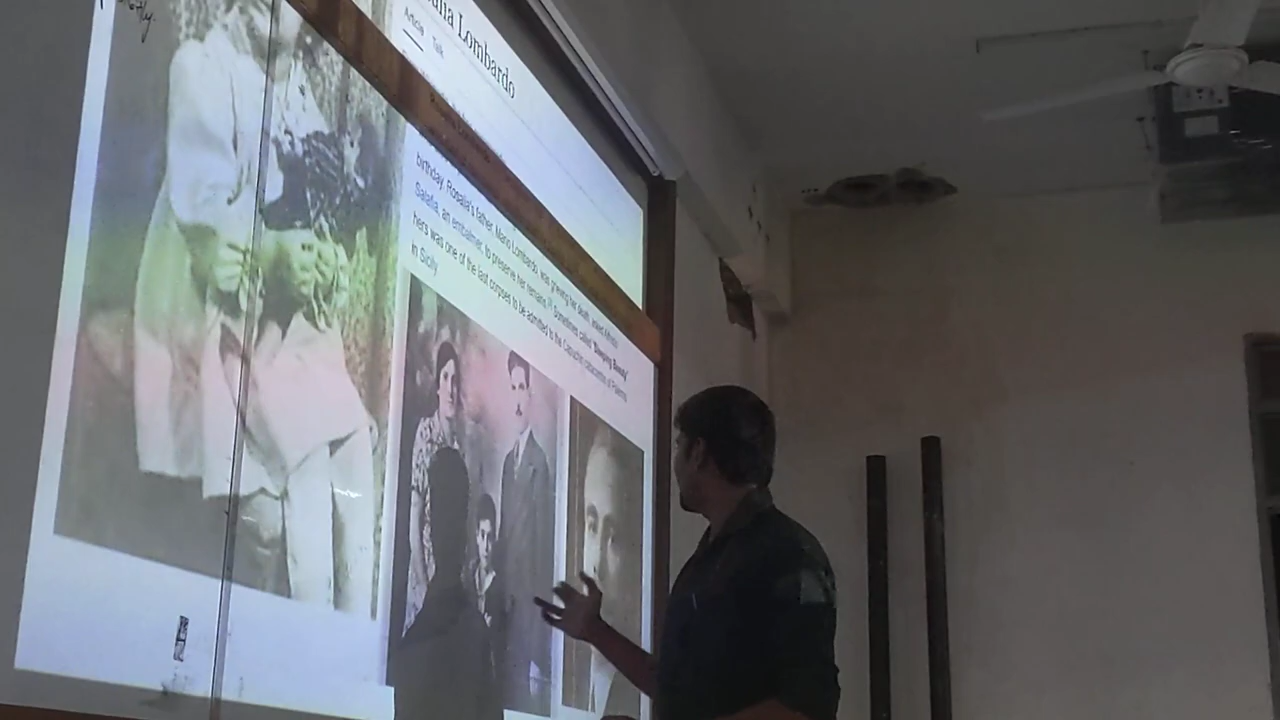 Lombardo
Article Talk
birthday. Rosalia's father, Mario Lombardo, was grieving her death, asked Alfredo
Salafia, an embalmer, to preserve her remains. Sometimes called "Sleeping Beauty"
hers was one of the last corpses to be admitted to the Capuchin catacombs of Palermo
in Sicily